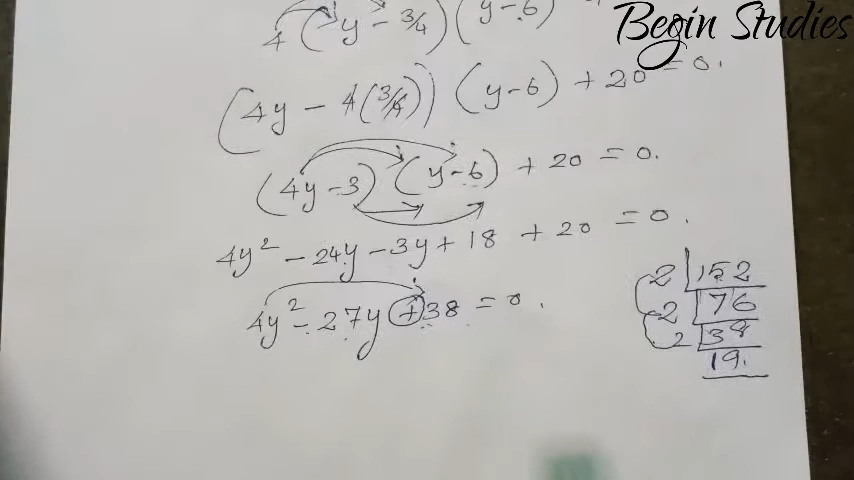 Begin Studies
4 (y - 3/4) (y - 6)
(4y - 4(3/4)) (y - 6) + 20 = 0.
(4y - 3) (y - 6) + 20 = 0.
4y² - 24y - 3y + 18 + 20 = 0.
4y² - 27y + 38 = 0.
2 | 152
2 | 76
2 | 38
19.